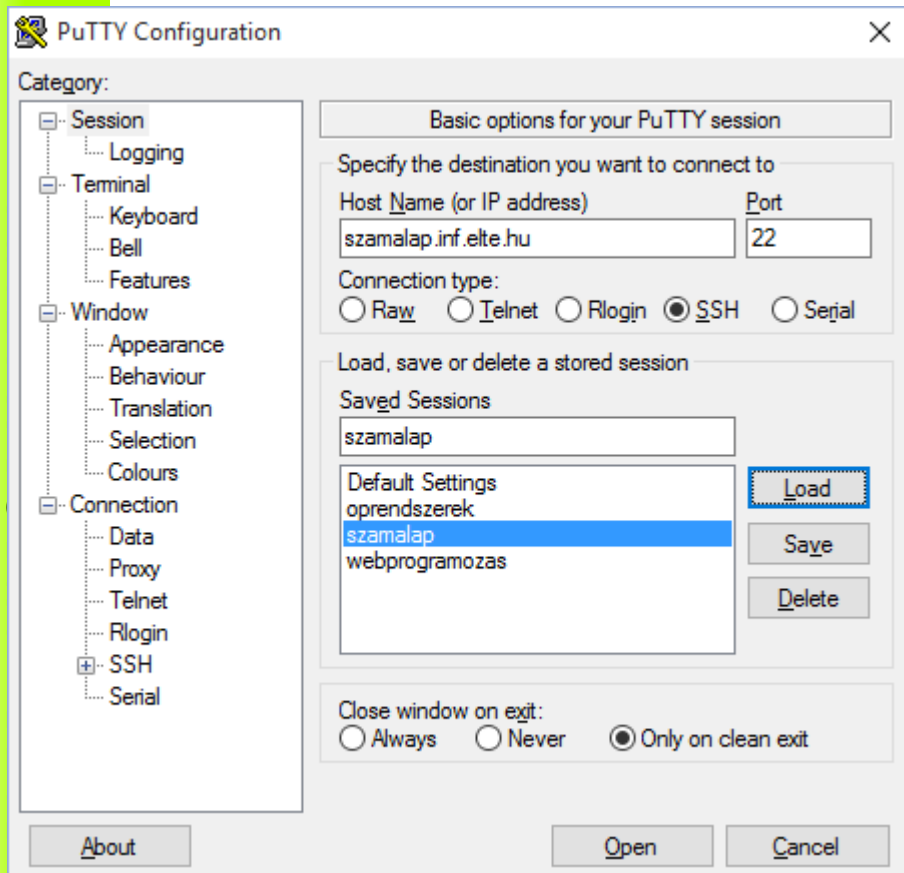 PuTTY Configuration
Category:
Session
Logging
Terminal
Keyboard
Bell
Features
Window
Appearance
Behaviour
Translation
Selection
Colours
Connection
Data
Proxy
Telnet
Rlogin
SSH
Serial
Basic options for your PuTTY session
Specify the destination you want to connect to
Host Name (or IP address) Port
szamalap.inf.elte.hu 22
Connection type:
Raw Telnet Rlogin SSH Serial
Load, save or delete a stored session
Saved Sessions
szamalap
Default Settings
oprendszerek
szamalap
webprogramozas
Load
Save
Delete
Close window on exit:
Always Never Only on clean exit
About Open Cancel